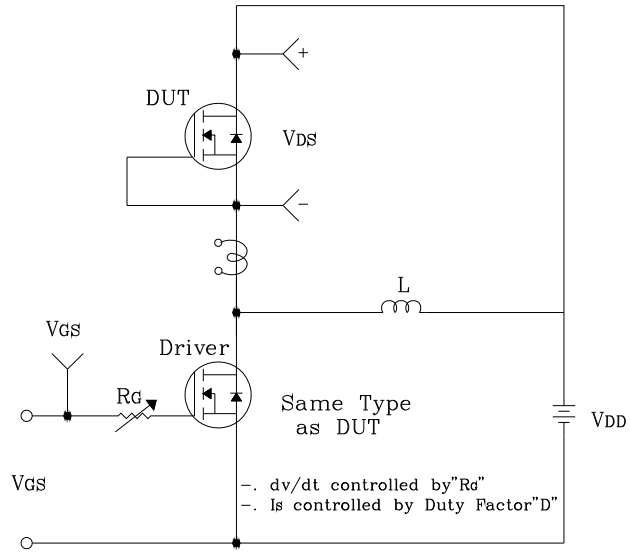 +
DUT
VDS
-
L
VGS
Driver
RG
Same Type
as DUT
VDD
VGS
-. dv/dt controlled by"RG"
-. Is controlled by Duty Factor"D"